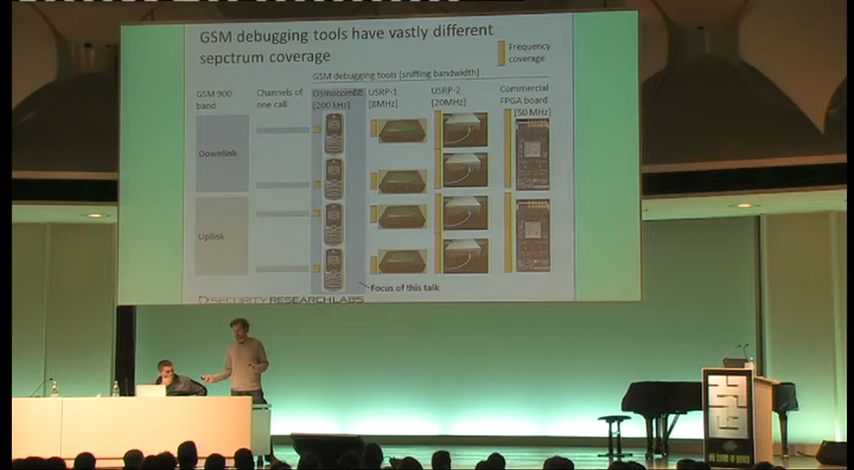 GSM debugging tools have vastly different
sepctrum coverage
Frequency
coverage
GSM debugging tools [sniffing bandwidth]
GSM 900
band
Channels of
one call
OsmocomBB
[200 kHz]
USRP-1
[8MHz]
USRP-2
[20MHz]
Commercial
FPGA board
[50 MHz]
Downlink
Uplink
Focus of this talk
SECURITY RESEARCH LABS